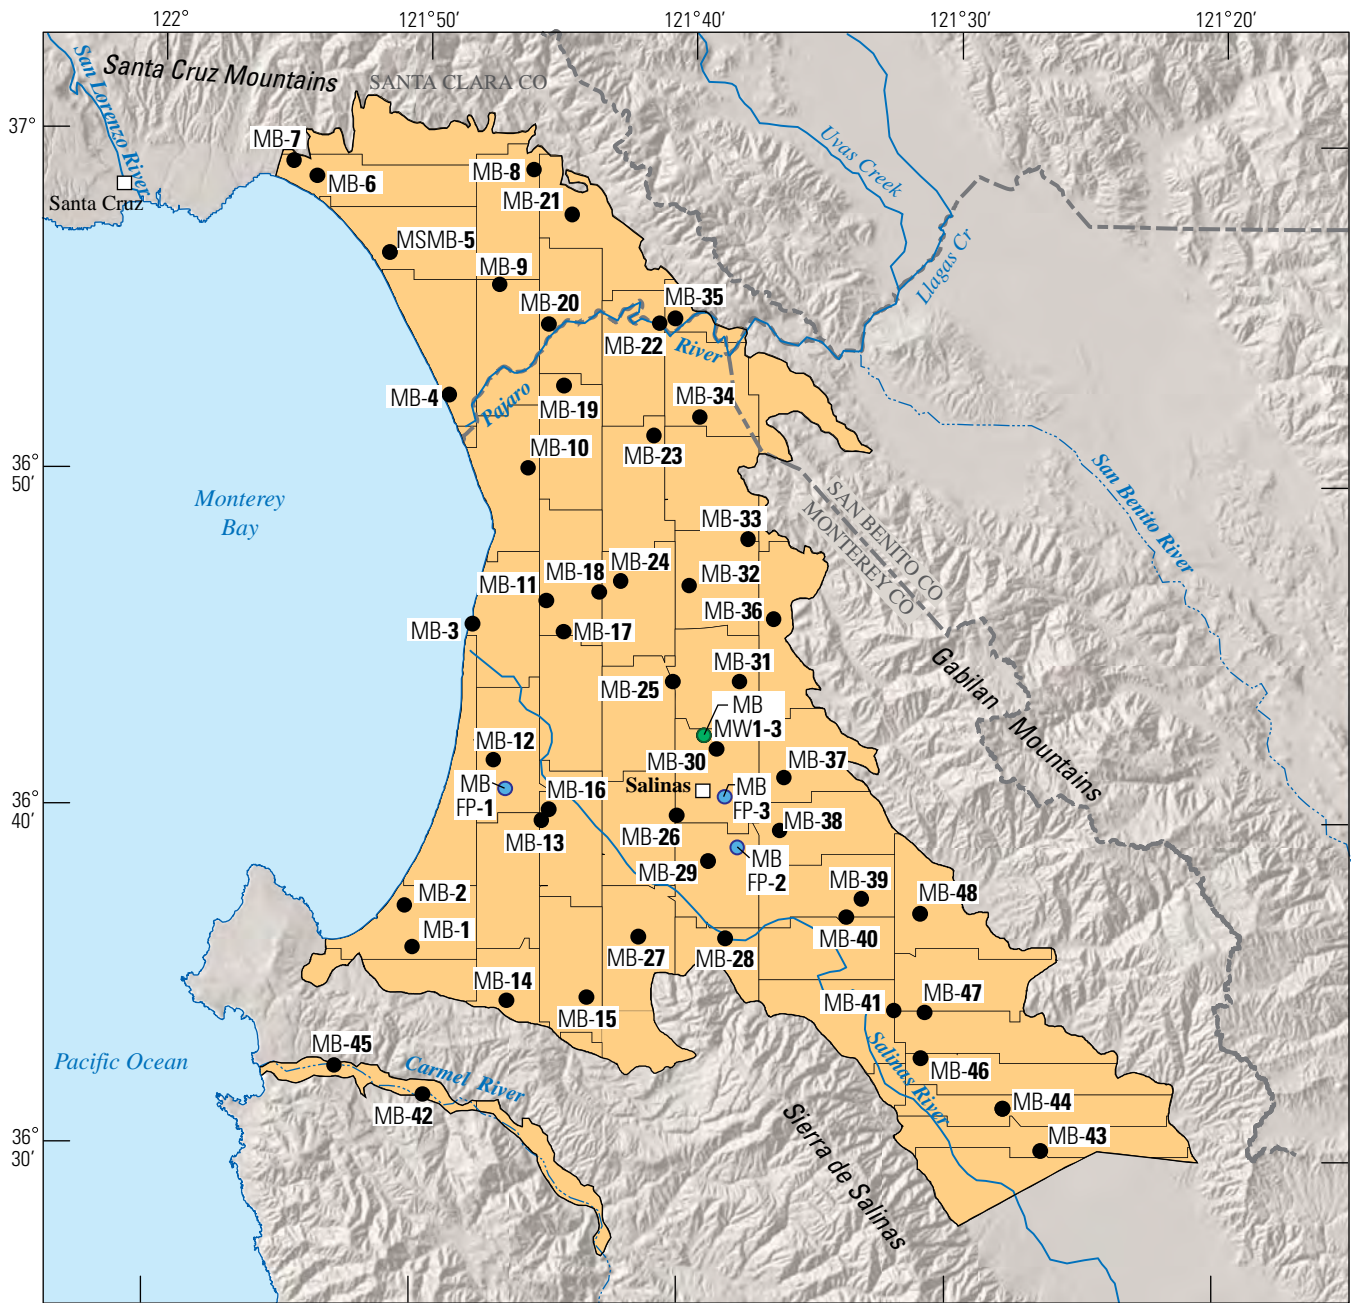 122°
121°50'
121°40'
121°30'
121°20'
San Lorenzo River
Santa Cruz Mountains
SANTA CLARA CO
37°
MB-7
MB-6
MB-8
MB-21
Uvas Creek
Santa Cruz
MSMB-5
MB-9
Llagas Cr
MB-20
MB-35
MB-22
River
MB-4
Pajaro
MB-19
MB-34
MB-23
MB-10
36°
50'
Monterey
Bay
San Benito River
SAN BENITO CO
MONTEREY CO
MB-33
MB-24
MB-18
MB-11
MB-32
MB-36
MB-3
MB-17
Gabilan Mountains
MB-31
MB-25
MB
MW1-3
MB-12
MB-30
MB-37
MB
FP-1
MB-16
Salinas
MB
FP-3
36°
40'
MB-13
MB-26
MB-38
MB-29
MB
FP-2
MB-2
MB-39
MB-48
MB-1
MB-40
MB-27
MB-28
MB-14
MB-15
MB-41
MB-47
Pacific Ocean
MB-45
Carmel River
Salinas River
MB-46
MB-42
MB-44
Sierra de Salinas
MB-43
36°
30'